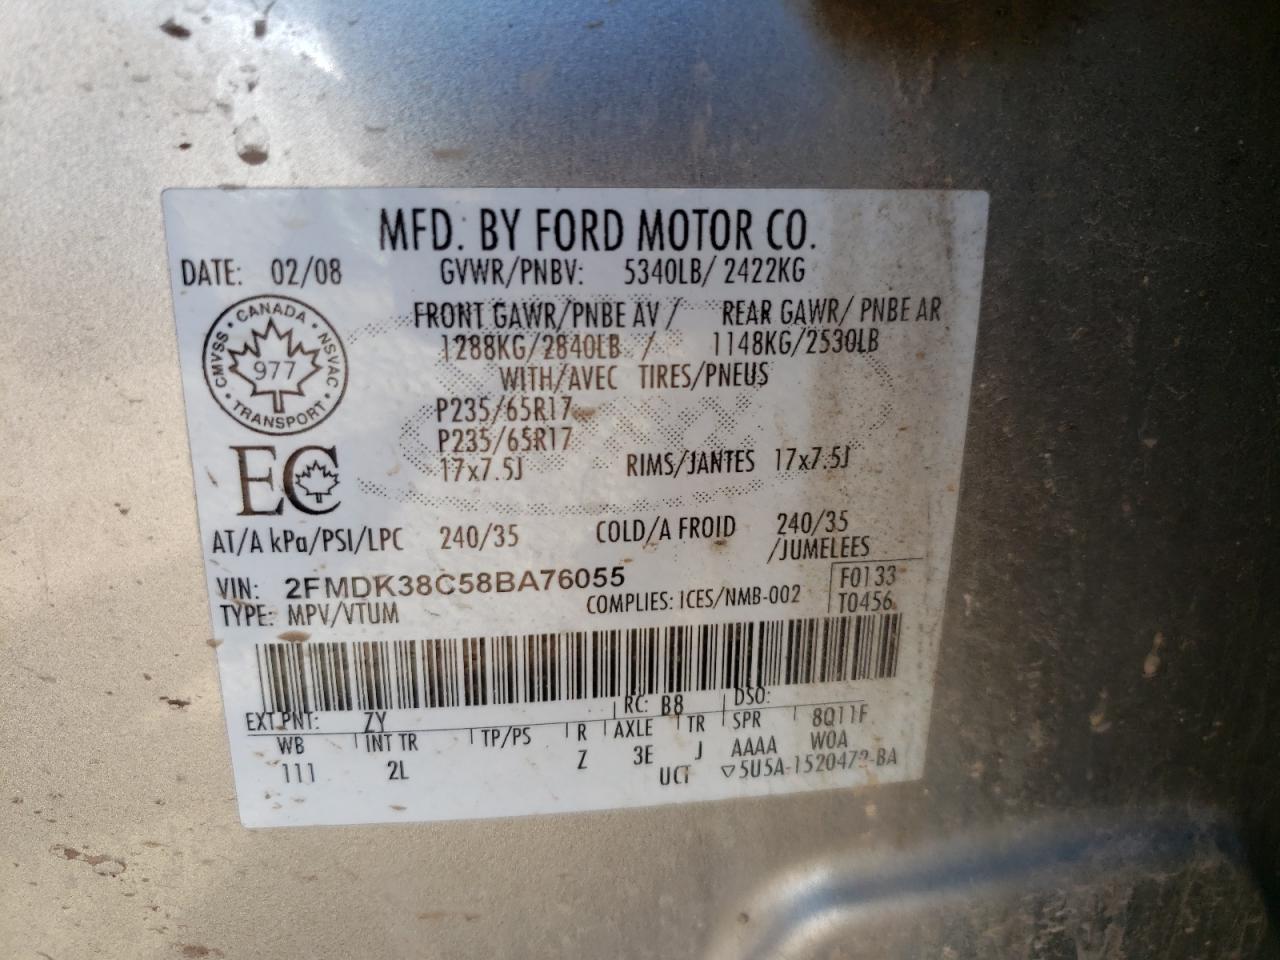 MFD. BY FORD MOTOR CO.
DATE: 02/08 GVWR/PNBV: 5340LB/ 2422KG
CMVSS • CANADA • NSVAC • TRANSPORT •
977
FRONT GAWR/PNBE AV / REAR GAWR/ PNBE AR
1288KG/2840LB / 1148KG/2530LB
WITH/AVEC TIRES/PNEUS
P235/65R17
P235/65R17
EC
17x7.5J RIMS/JANTES 17x7.5J
AT/A kPa/PSI/LPC 240/35 COLD/A FROID 240/35
/JUMELEES
VIN: 2FMDK38C58BA76055 F0133
TYPE: MPV/VTUM COMPLIES: ICES/NMB-002 T0456
EXT PNT: ZY RC: B8 DSO:
WB INT TR TP/PS R AXLE TR SPR 8Q11F
111 2L Z 3E J AAAA W0A
UCT ▽5U5A-1520472-BA